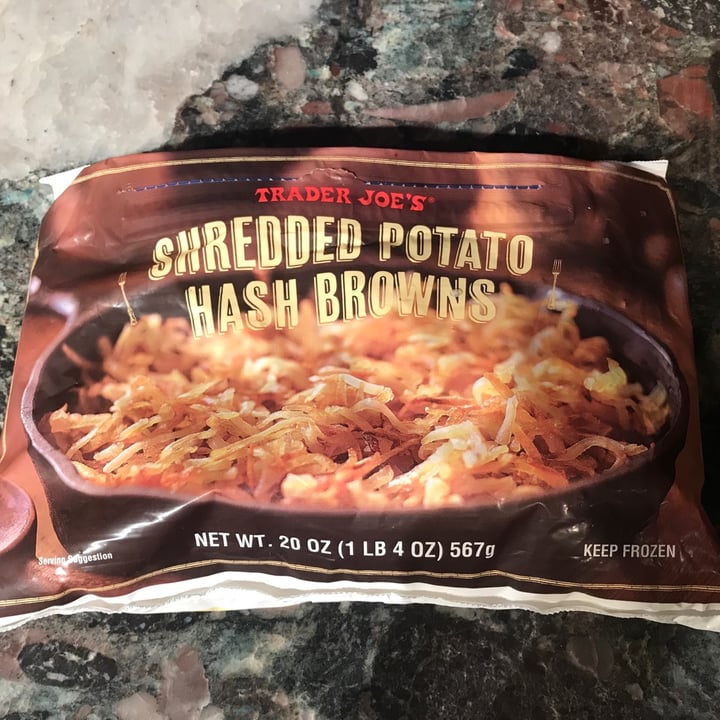 TRADER JOE'S®
SHREDDED POTATO
HASH BROWNS
NET WT. 20 OZ (1 LB 4 OZ) 567g
Serving Suggestion
KEEP FROZEN